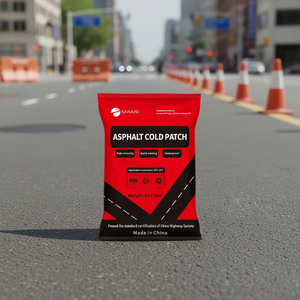 SANAISI
ASPHALT COLD PATCH
High viscosity
Quick setting
Waterproof
Passed the standard certification of China Highway Society
Made in China